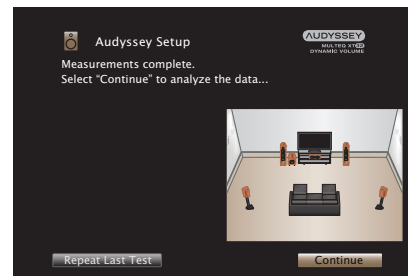 Audyssey Setup
AUDYSSEY
MULTEQ XT32
DYNAMIC VOLUME
Measurements complete.
Select “Continue” to analyze the data...
Repeat Last Test
Continue